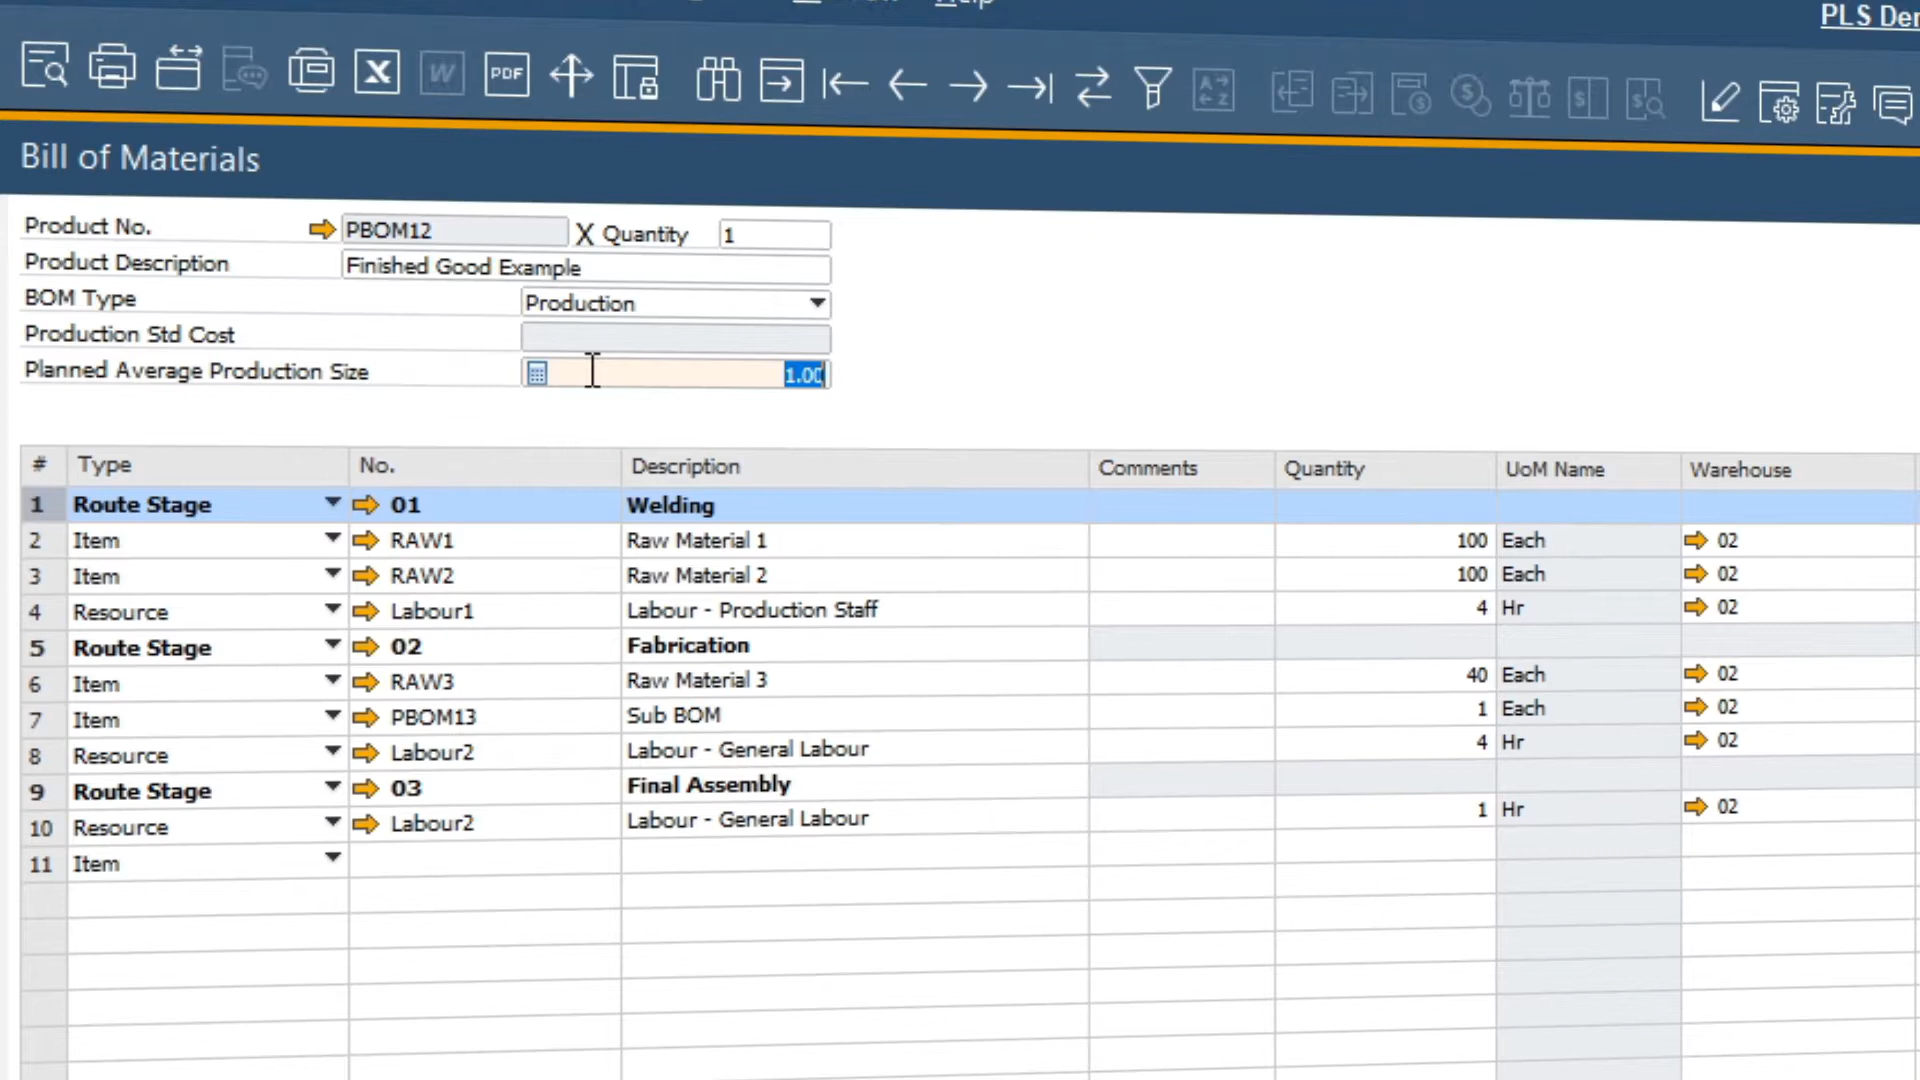 PLS Der
W PDF
Bill of Materials
Product No. PBOM12 X Quantity 1
Product Description Finished Good Example
BOM Type Production
Production Std Cost
Planned Average Production Size 1.00
# Type No. Description Comments Quantity UoM Name Warehouse
1 Route Stage 01 Welding
2 Item RAW1 Raw Material 1 100 Each 02
3 Item RAW2 Raw Material 2 100 Each 02
4 Resource Labour1 Labour - Production Staff 4 Hr 02
5 Route Stage 02 Fabrication
6 Item RAW3 Raw Material 3 40 Each 02
7 Item PBOM13 Sub BOM 1 Each 02
8 Resource Labour2 Labour - General Labour 4 Hr 02
9 Route Stage 03 Final Assembly
10 Resource Labour2 Labour - General Labour 1 Hr 02
11 Item